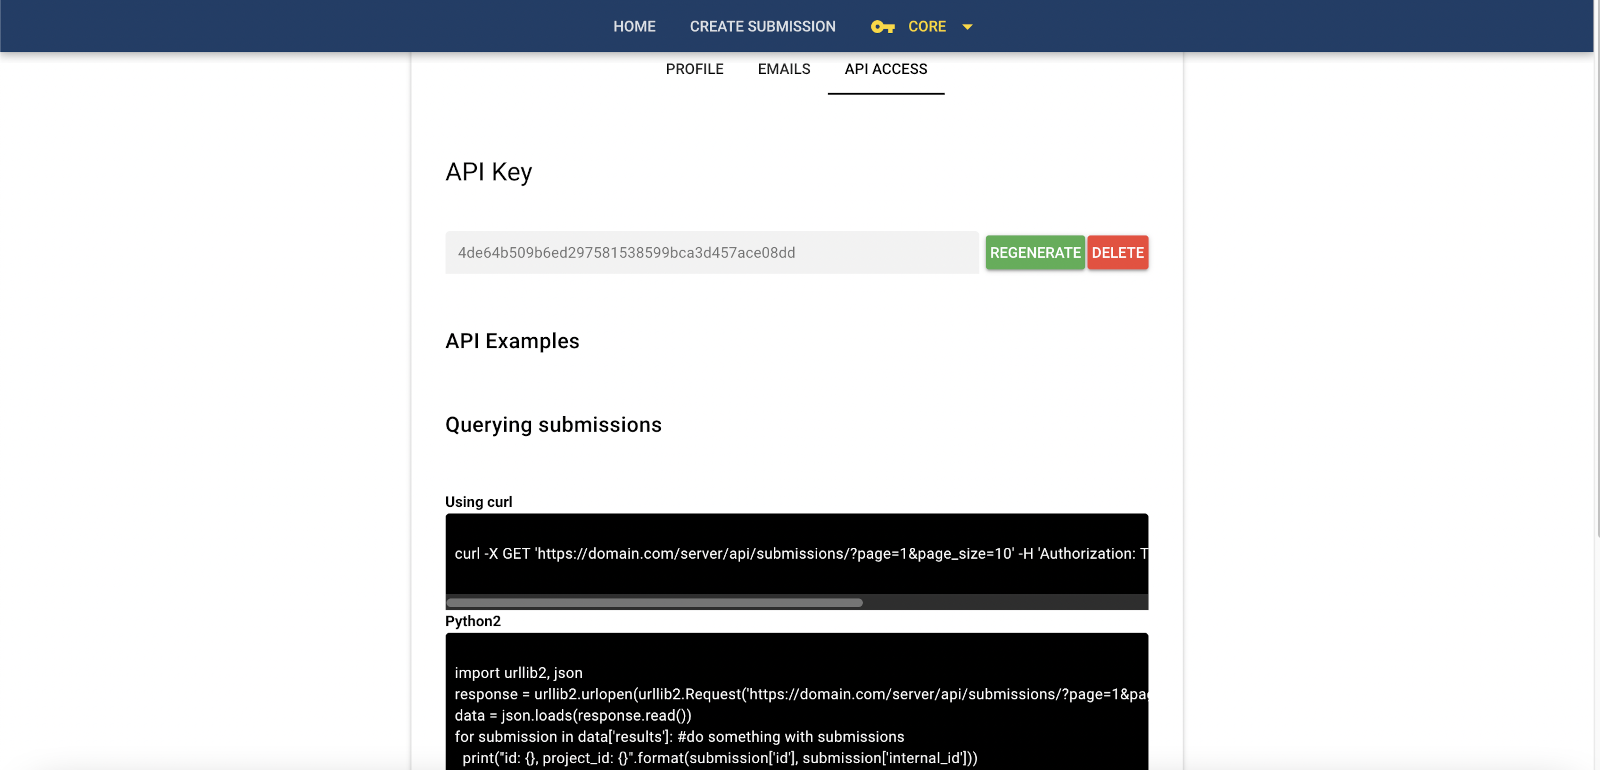 HOME CREATE SUBMISSION CORE
PROFILE EMAILS API ACCESS
API Key
4de64b509b6ed297581538599bca3d457ace08dd REGENERATE DELETE
API Examples
Querying submissions
Using curl
curl -X GET 'https://domain.com/server/api/submissions/?page=1&page_size=10' -H 'Authorization: T
Python2
import urllib2, json
response = urllib2.urlopen(urllib2.Request('https://domain.com/server/api/submissions/?page=1&pag
data = json.loads(response.read())
for submission in data['results']: #do something with submissions
print("id: {}, project_id: {}".format(submission['id'], submission['internal_id']))